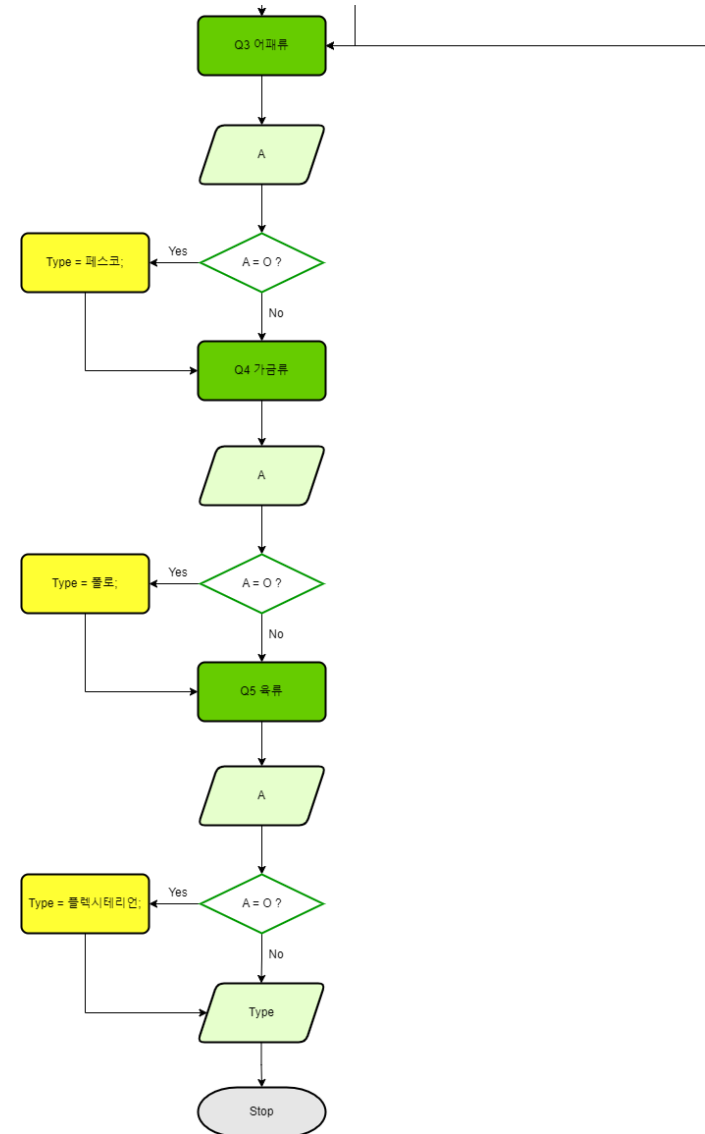 Q3 어패류
A
A = O ?
Yes
Type = 페스코;
No
Q4 가금류
A
A = O ?
Yes
Type = 폴로;
No
Q5 육류
A
A = O ?
Yes
Type = 플렉시테리언;
No
Type
Stop